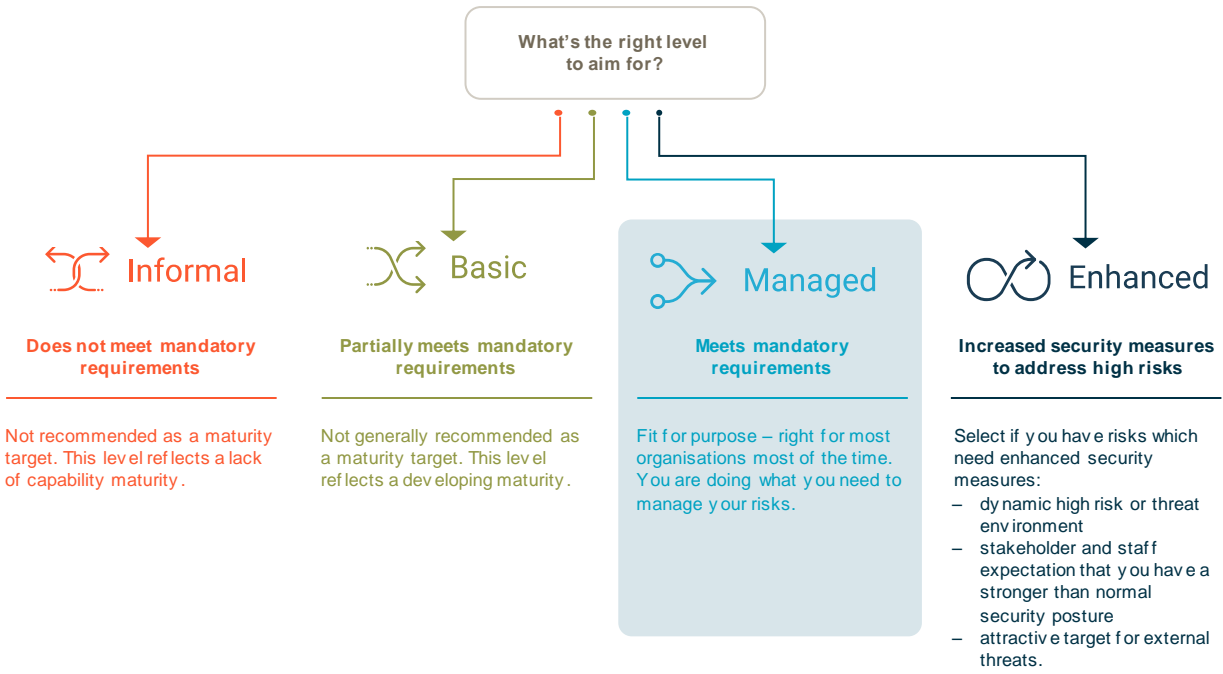 What's the right level
to aim for?
Informal
Does not meet mandatory
requirements
Not recommended as a maturity
target. This level reflects a lack
of capability maturity.
Basic
Partially meets mandatory
requirements
Not generally recommended as
a maturity target. This level
reflects a developing maturity.
Managed
Meets mandatory
requirements
Fit for purpose – right for most
organisations most of the time.
You are doing what you need to
manage your risks.
Enhanced
Increased security measures
to address high risks
Select if you have risks which
need enhanced security
measures:
– dynamic high risk or threat
environment
– stakeholder and staff
expectation that you have a
stronger than normal
security posture
– attractive target for external
threats.